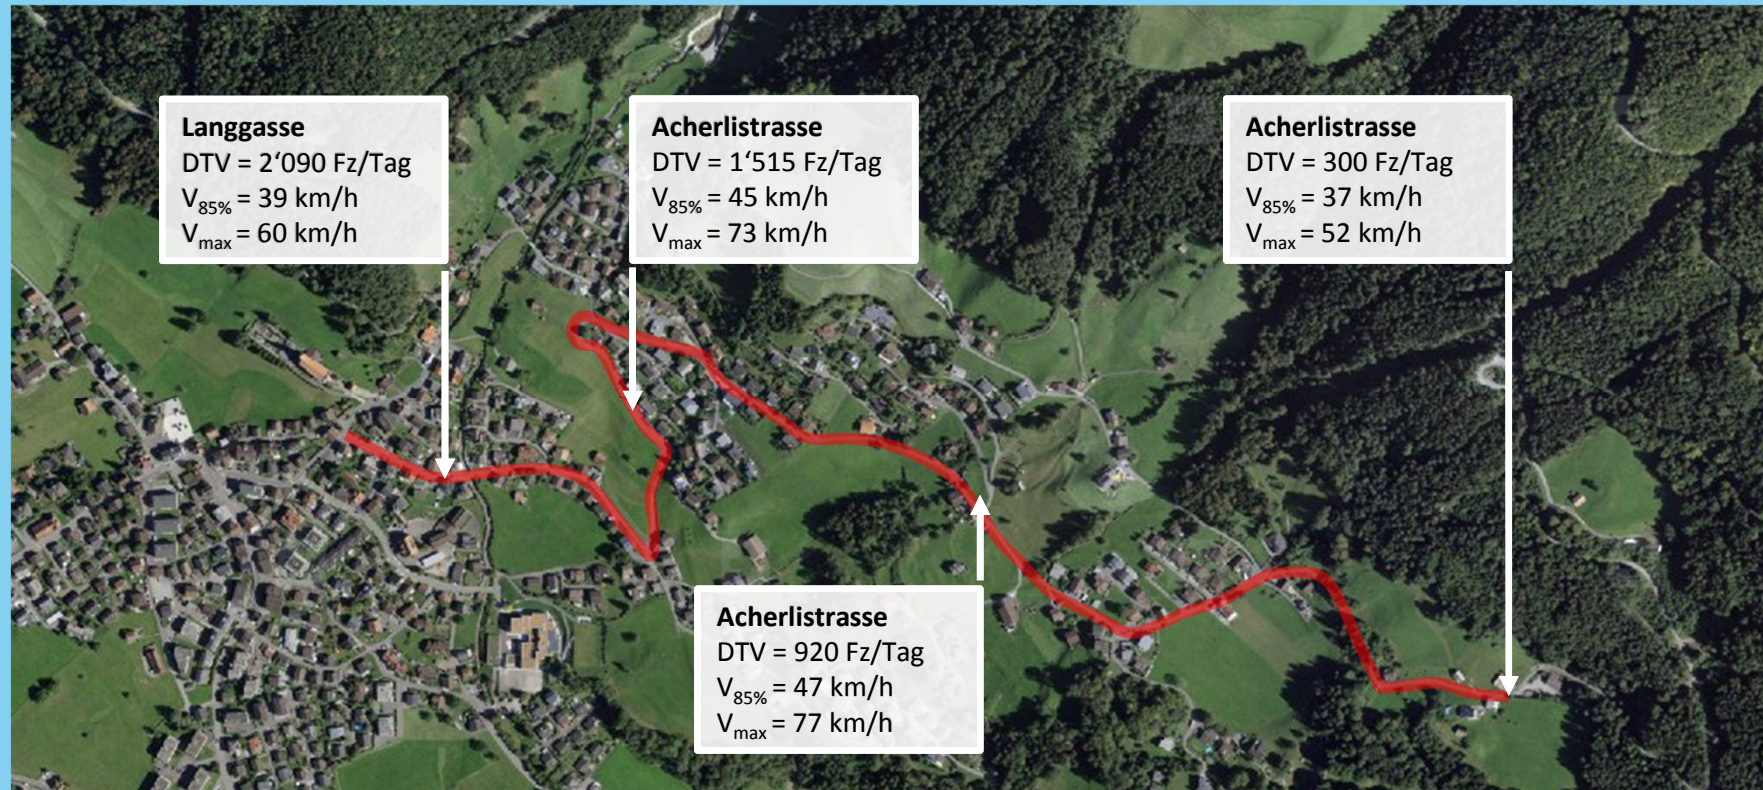 Langgasse
DTV = 2‘090 Fz/Tag
V85% = 39 km/h
Vmax = 60 km/h
Acherlistrasse
DTV = 1‘515 Fz/Tag
V85% = 45 km/h
Vmax = 73 km/h
Acherlistrasse
DTV = 300 Fz/Tag
V85% = 37 km/h
Vmax = 52 km/h
Acherlistrasse
DTV = 920 Fz/Tag
V85% = 47 km/h
Vmax = 77 km/h